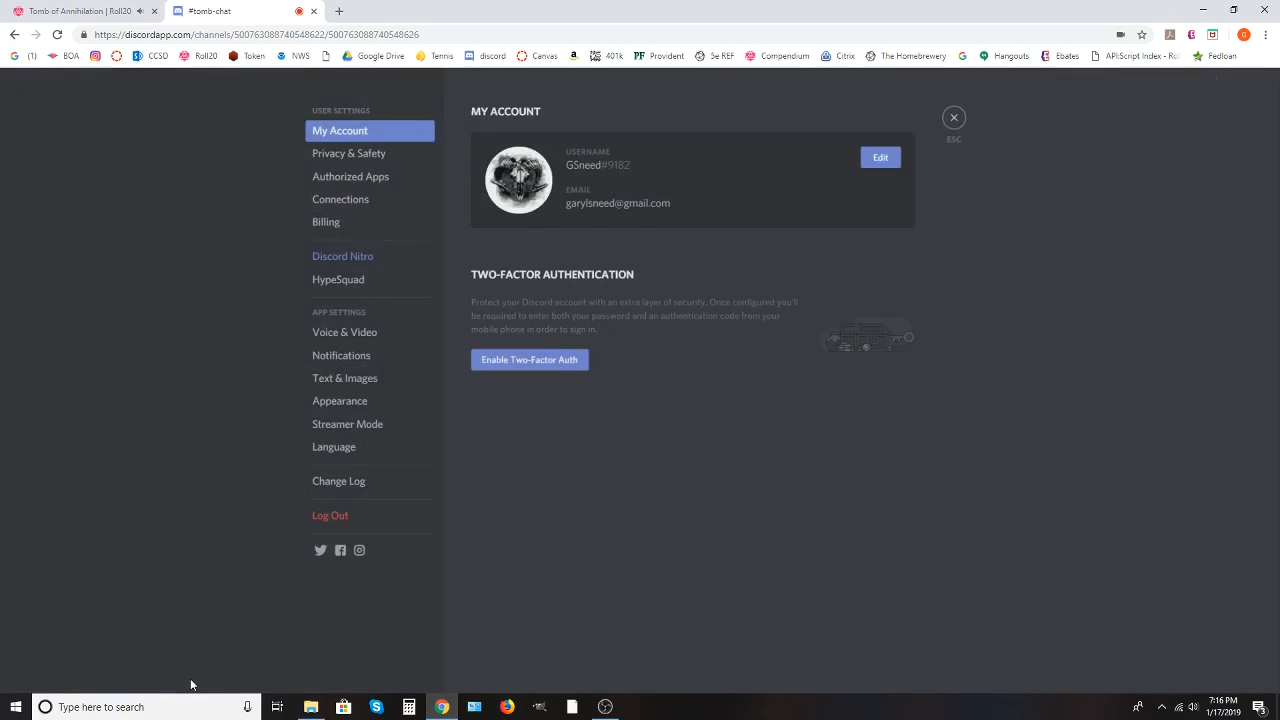 Tomb of Annihilation | Roll20
#tomb-chat
https://discordapp.com/channels/500763088740548622/500763088740548626
(1)
BOA
CCSD
Roll20
Token
NWS
Google Drive
Tennis
discord
Canvas
401k
Provident
Se REF
Compendium
Citrix
The Homewerk
Hangouts
Ebates
API:Script Index - Ro
Fedloan
G
USER SETTINGS
My Account
Privacy & Safety
Authorized Apps
Connections
Billing
Discord Nitro
HypeSquad
APP SETTINGS
Voice & Video
Notifications
Text & Images
Appearance
Streamer Mode
Language
Change Log
Log Out
MY ACCOUNT
USERNAME
GSneed#9182
EMAIL
garylsneed@gmail.com
Edit
ESC
TWO-FACTOR AUTHENTICATION
Protect your Discord account with an extra layer of security. Once configured you'll
be required to enter both your password and an authentication code from your
mobile phone in order to sign in.
Enable Two-Factor Auth
Type here to search
7:16 PM
1/17/2019